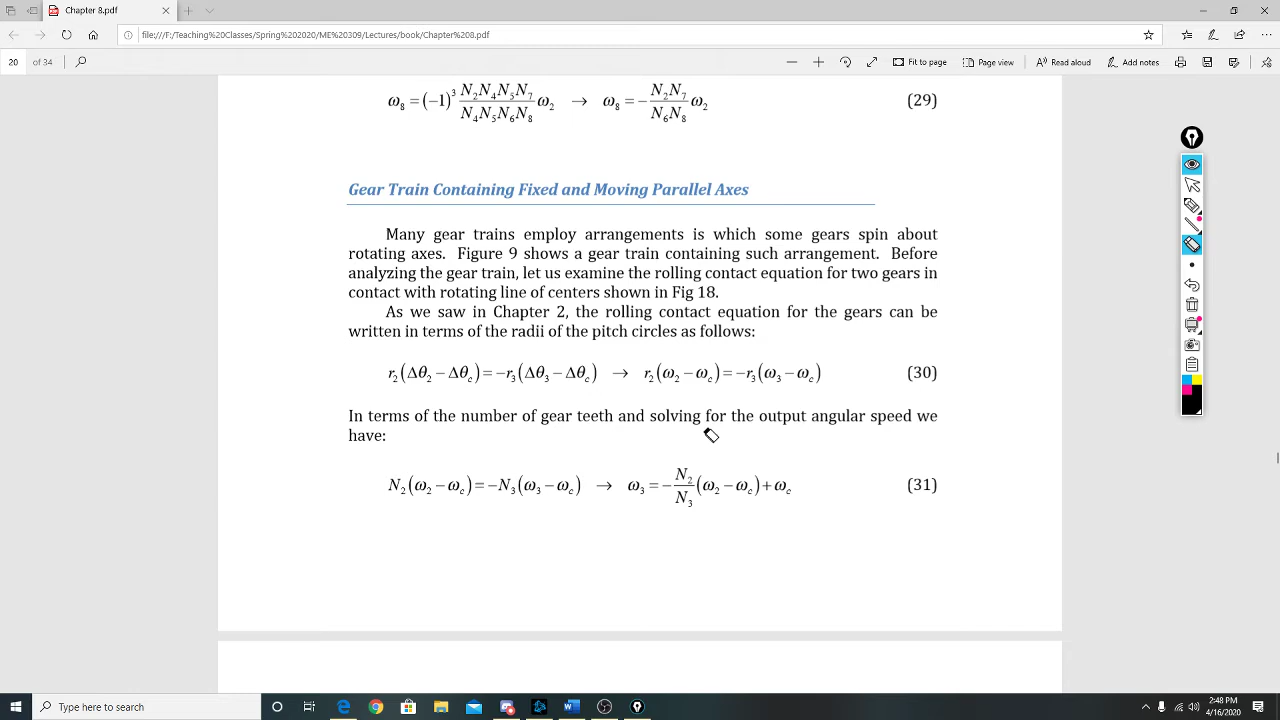 Chapter 8.pdf
file:///F:/Teaching%20Classes/Spring%202020/ME%20309/Lectures/book/Chapter%208.pdf
20 of 34
Fit to page
Page view
Read aloud
Add notes
ω₈ = (−1)³ N₂N₄N₅N₇ / N₄N₅N₆N₈ ω₂ → ω₈ = − N₂N₇ / N₆N₈ ω₂ (29)
Gear Train Containing Fixed and Moving Parallel Axes
Many gear trains employ arrangements is which some gears spin about
rotating axes. Figure 9 shows a gear train containing such arrangement. Before
analyzing the gear train, let us examine the rolling contact equation for two gears in
contact with rotating line of centers shown in Fig 18.
As we saw in Chapter 2, the rolling contact equation for the gears can be
written in terms of the radii of the pitch circles as follows:
r₂(Δθ₂ − Δθc) = −r₃(Δθ₃ − Δθc) → r₂(ω₂ − ωc) = −r₃(ω₃ − ωc) (30)
In terms of the number of gear teeth and solving for the output angular speed we
have:
N₂(ω₂ − ωc) = −N₃(ω₃ − ωc) → ω₃ = − N₂ / N₃ (ω₂ − ωc) + ωc (31)
Type here to search
2:48 PM
4/16/2020